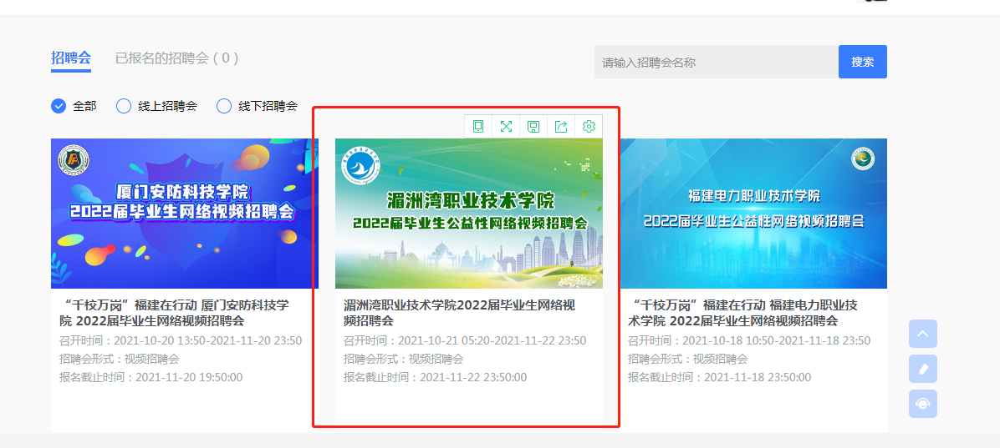 招聘会 已报名的招聘会 ( 0 )
请输入招聘会名称 搜索
全部 线上招聘会 线下招聘会
厦门安防科技学院
2022届毕业生网络视频招聘会
湄洲湾职业技术学院
2022届毕业生公益性网络视频招聘会
福建电力职业技术学院
2022届毕业生公益性网络视频招聘会
“千校万岗”福建在行动 厦门安防科技学
院 2022届毕业生网络视频招聘会
召开时间：2021-10-20 13:50-2021-11-20 23:50
招聘会形式：视频招聘会
报名截止时间：2021-11-20 19:50:00
湄洲湾职业技术学院2022届毕业生网络视
频招聘会
召开时间：2021-10-21 05:20-2021-11-22 23:50
招聘会形式：视频招聘会
报名截止时间：2021-11-22 23:50:00
“千校万岗”福建在行动 福建电力职业技
术学院 2022届毕业生网络视频招聘会
召开时间：2021-10-18 10:50-2021-11-18 23:50
招聘会形式：视频招聘会
报名截止时间：2021-11-18 23:50:00